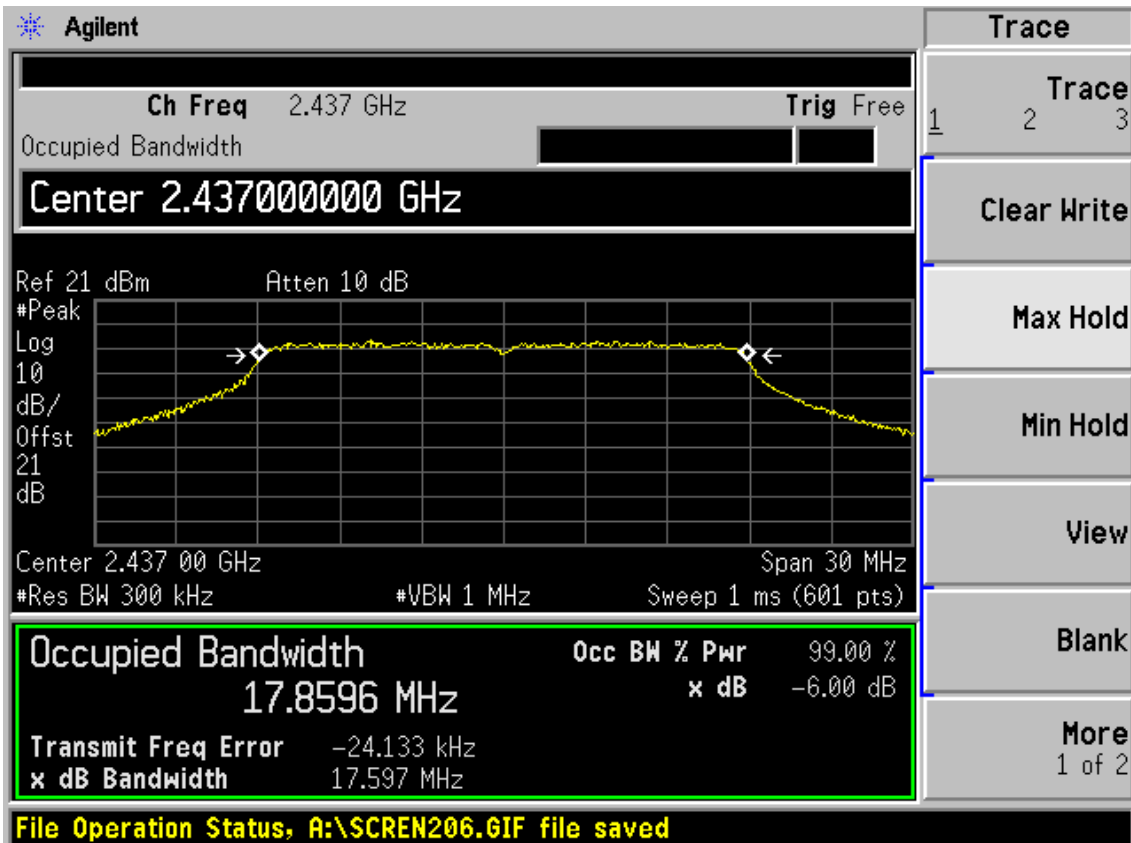 Agilent
Trace
Ch Freq 2.437 GHz Trig Free
Occupied Bandwidth
Center 2.437000000 GHz
Ref 21 dBm Atten 10 dB
#Peak
Log
10
dB/
Offst
21
dB
Center 2.437 00 GHz Span 30 MHz
#Res BW 300 kHz #VBW 1 MHz Sweep 1 ms (601 pts)
Occupied Bandwidth
17.8596 MHz
Occ BW % Pwr 99.00 %
x dB -6.00 dB
Transmit Freq Error -24.133 kHz
x dB Bandwidth 17.597 MHz
File Operation Status, A:\SCREN206.GIF file saved
Trace
1 2 3
Clear Write
Max Hold
Min Hold
View
Blank
More
1 of 2